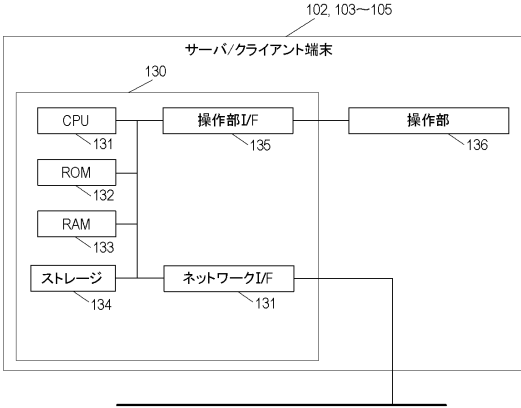 102, 103～105
サーバ/クライアント端末
130
CPU
131
操作部I/F
135
操作部
136
ROM
132
RAM
133
ストレージ
134
ネットワークI/F
131